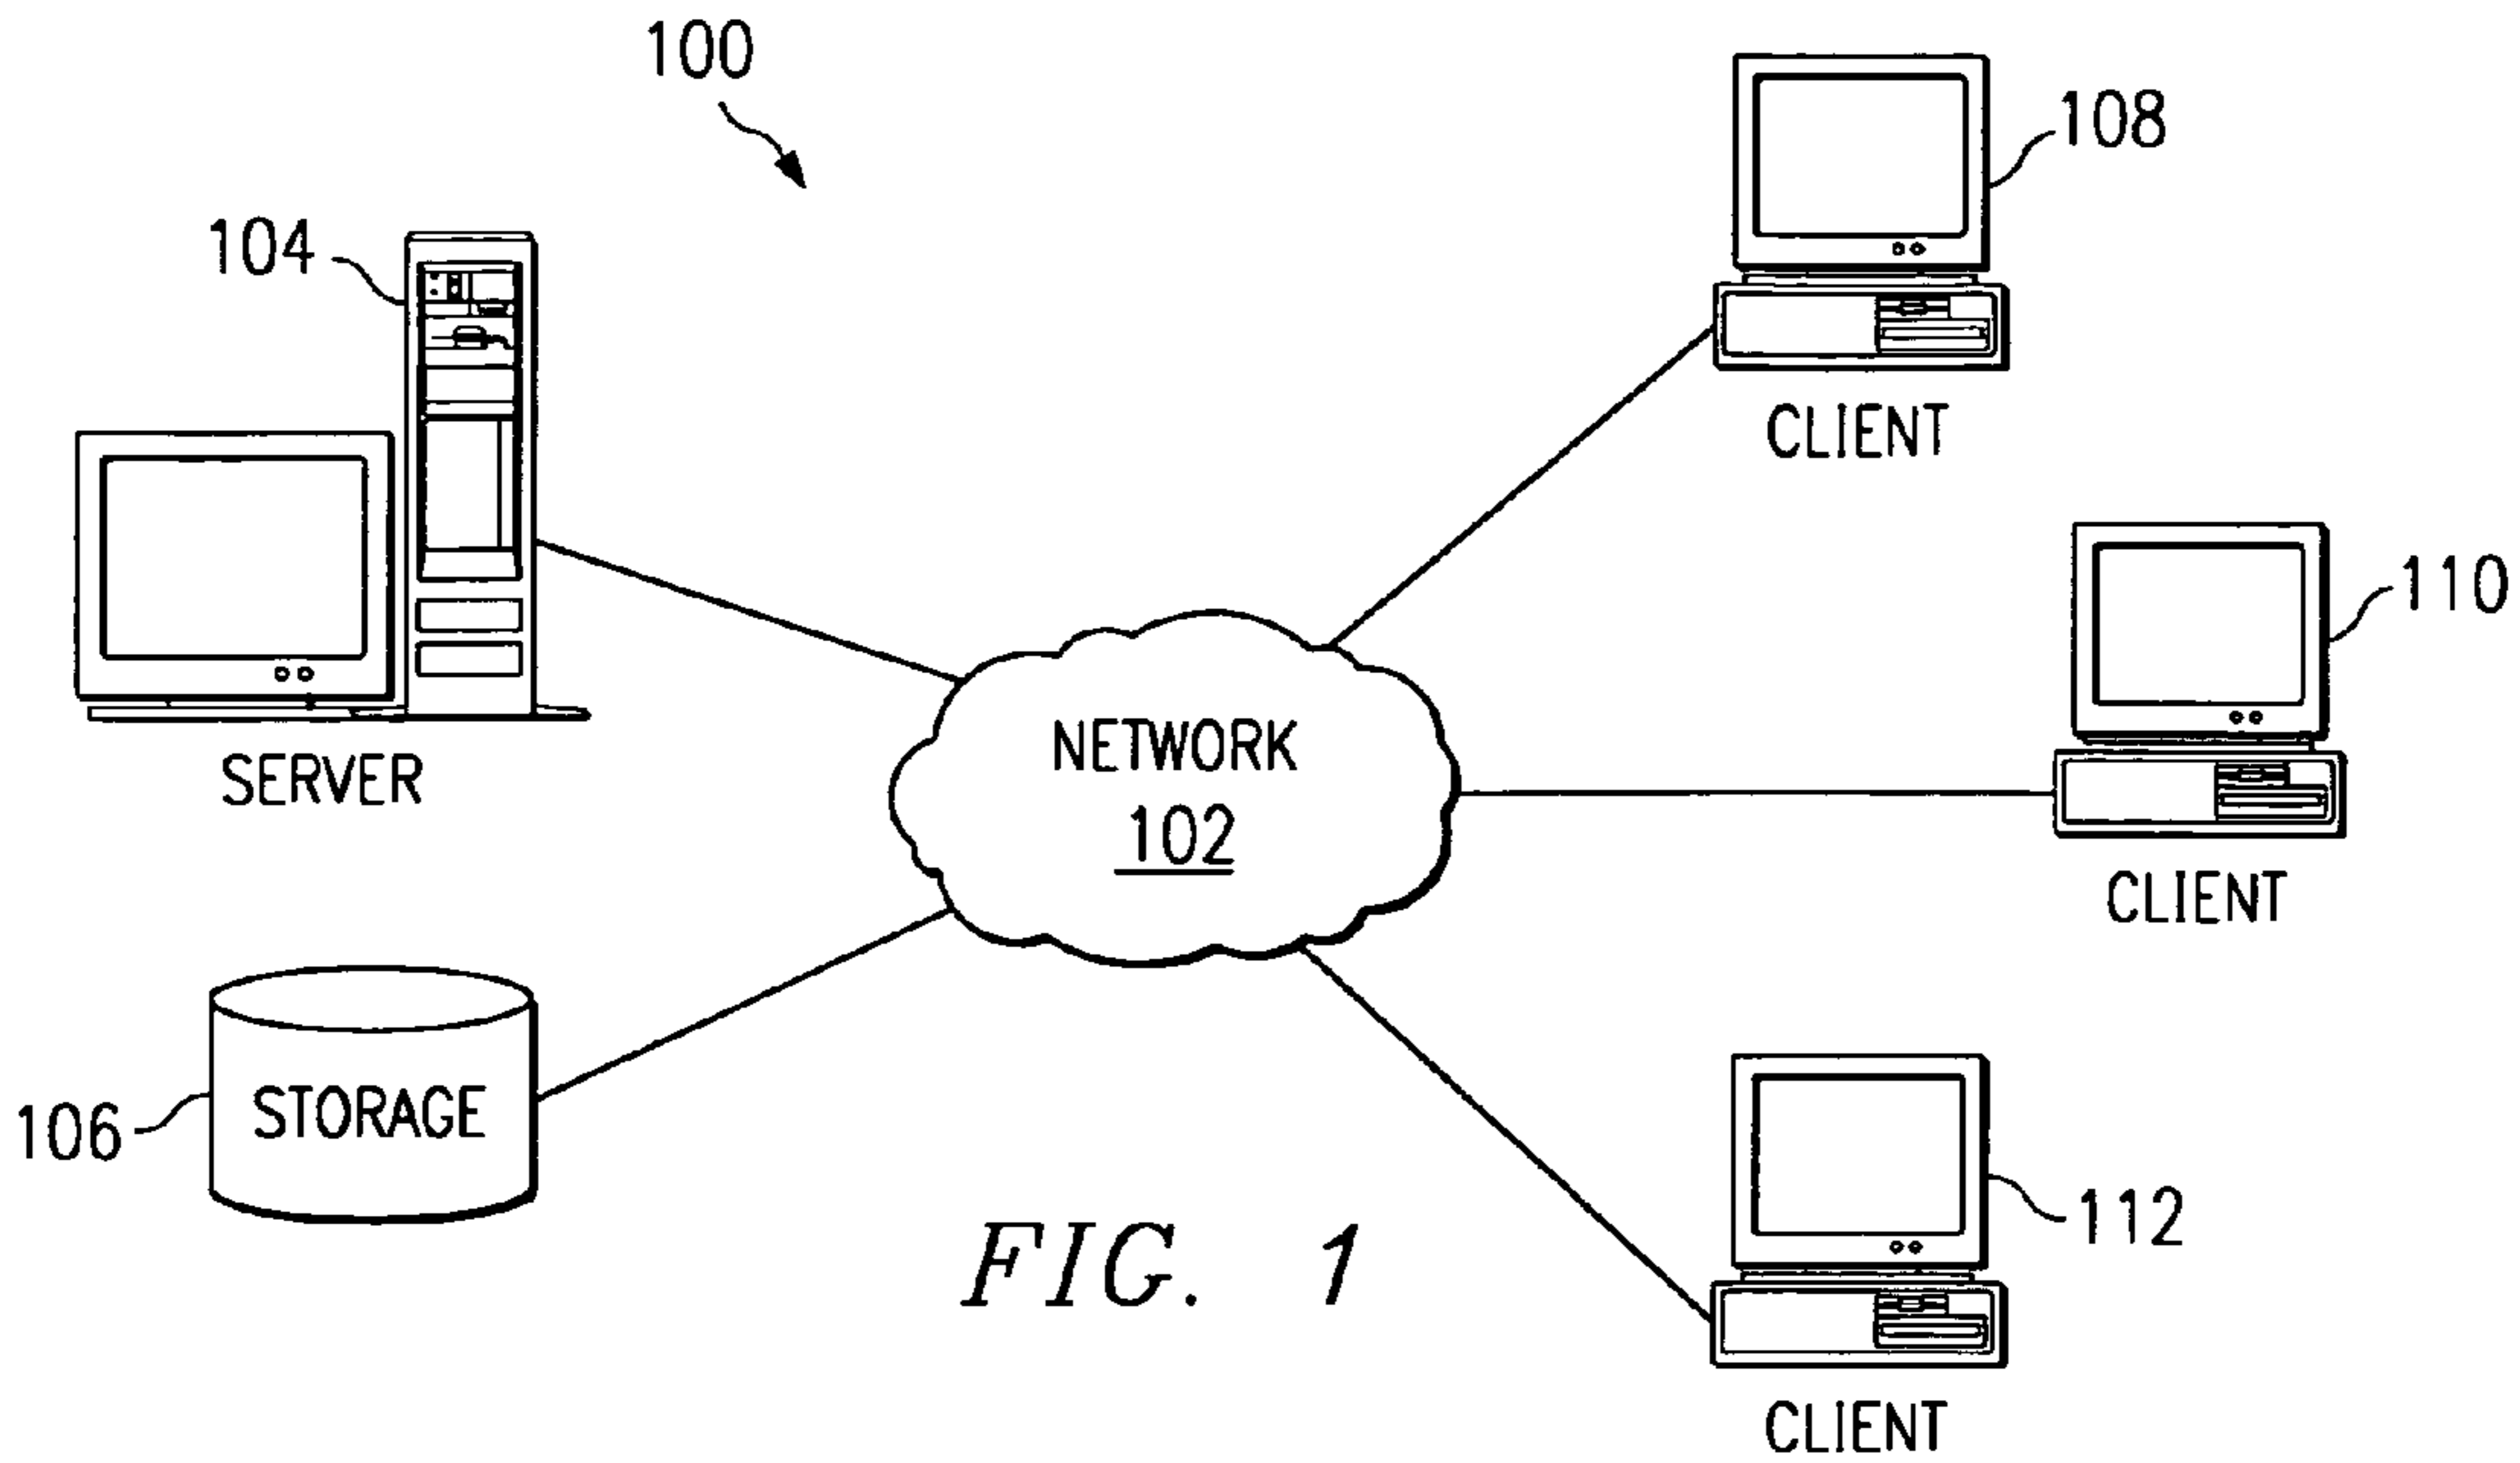 100
108
104
CLIENT
110
SERVER
NETWORK
102
CLIENT
106
STORAGE
112
FIG. 1
CLIENT